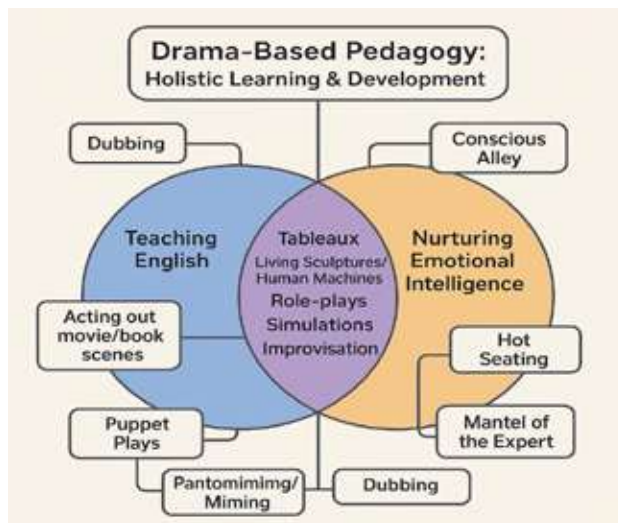 Drama-Based Pedagogy:
Holistic Learning & Development
Dubbing
Conscious
Alley
Teaching
English
Tableaux
Living Sculptures/
Human Machines
Role-plays
Simulations
Improvisation
Nurturing
Emotional
Intelligence
Acting out
movie/book
scenes
Hot
Seating
Puppet
Plays
Mantel of
the Expert
Pantomimimg/
Miming
Dubbing